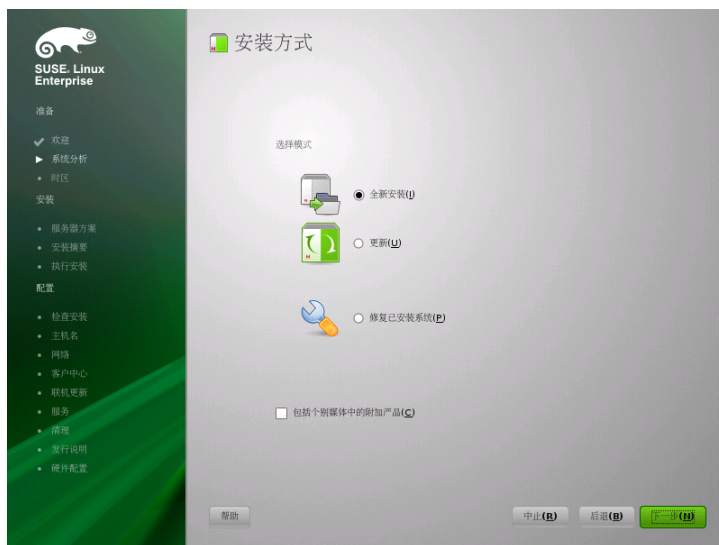 SUSE. Linux
Enterprise
准备
欢迎
系统分析
时区
安装
服务器方案
安装摘要
执行安装
配置
检查安装
主机名
网络
客户中心
联机更新
服务
清理
发行说明
硬件配置
安装方式
选择模式
全新安装(I)
更新(U)
修复已安装系统(P)
包括个别媒体中的附加产品(C)
帮助
中止(R)
后退(B)
下一步(N)